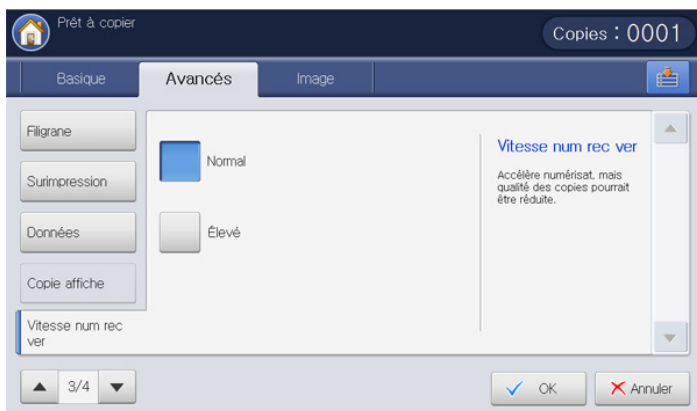 Prêt à copier
Copies : 0001
Basique
Avancés
Image
Filigrane
Surimpression
Données
Copie affiche
Vitesse num rec
ver
Normal
Élevé
Vitesse num rec ver
Accélère numérisat, mais
qualité des copies pourrait
être réduite.
3/4
OK
Annuler